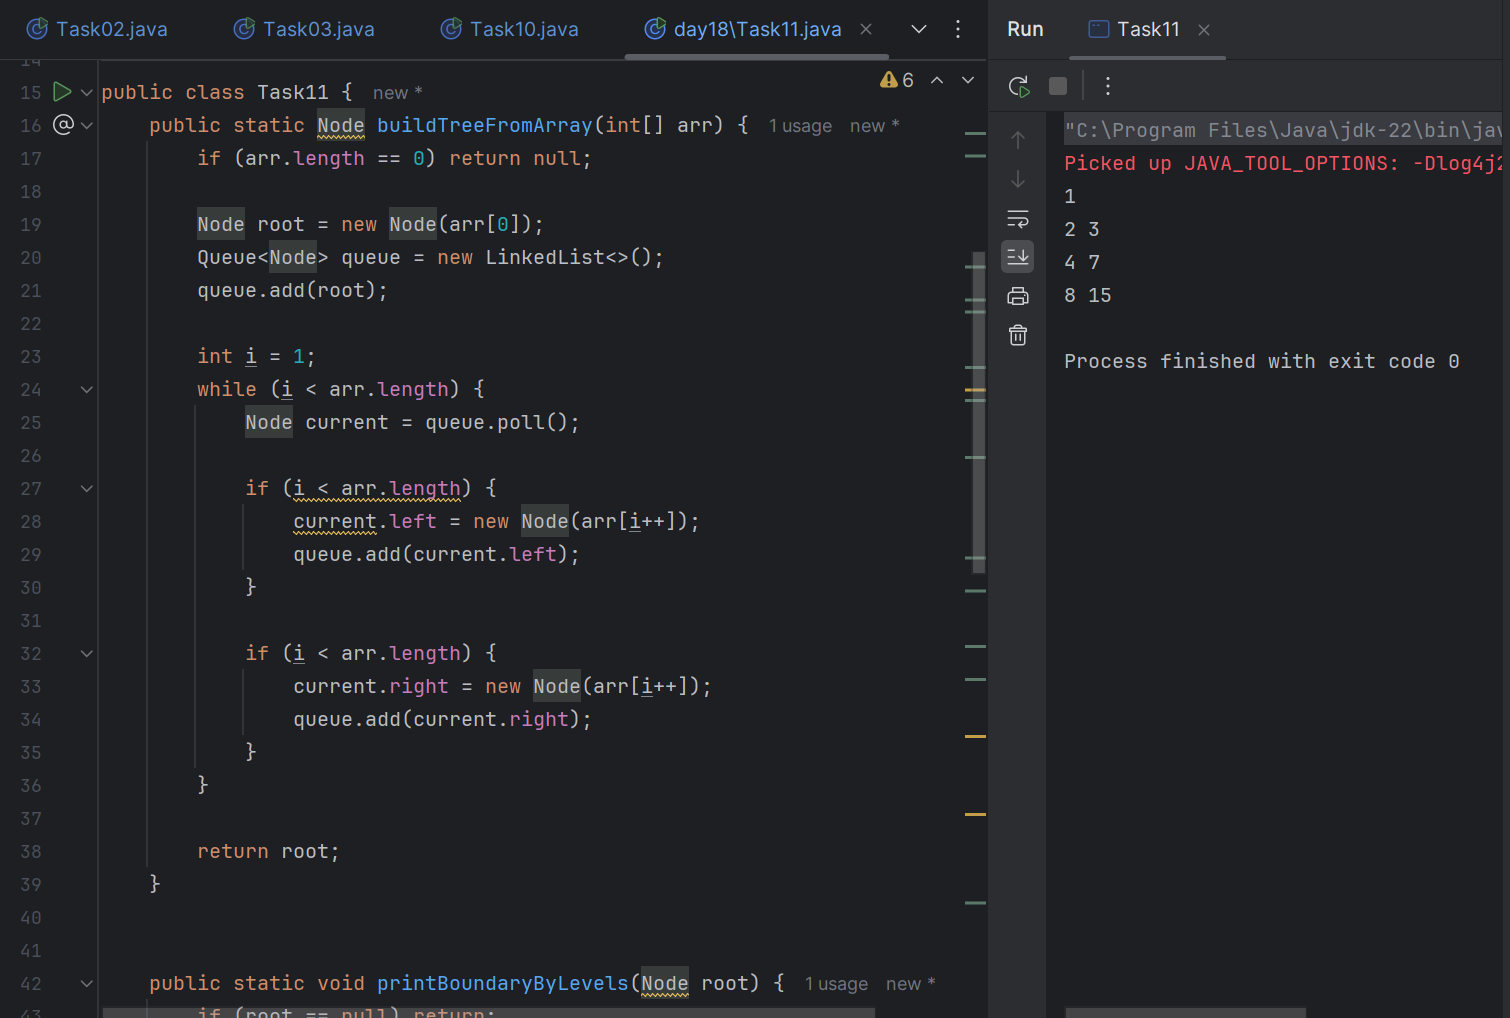 Task02.java Task03.java Task10.java day18\Task11.java
Run Task11
14
6
15 public class Task11 { new *
16 @ public static Node buildTreeFromArray(int[] arr) { 1 usage new *
17 if (arr.length == 0) return null;
18
19 Node root = new Node(arr[0]);
20 Queue<Node> queue = new LinkedList<>();
21 queue.add(root);
22
23 int i = 1;
24 while (i < arr.length) {
25 Node current = queue.poll();
26
27 if (i < arr.length) {
28 current.left = new Node(arr[i++]);
29 queue.add(current.left);
30 }
31
32 if (i < arr.length) {
33 current.right = new Node(arr[i++]);
34 queue.add(current.right);
35 }
36 }
37
38 return root;
39 }
40
41
42 public static void printBoundaryByLevels(Node root) { 1 usage new *
43 if (root == null) return;
"C:\Program Files\Java\jdk-22\bin\jav
Picked up JAVA_TOOL_OPTIONS: -Dlog4j2
1
2 3
4 7
8 15
Process finished with exit code 0